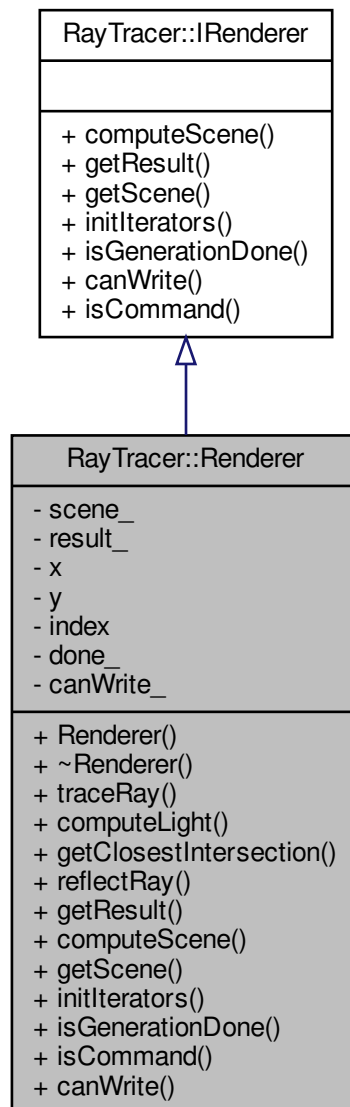 RayTracer::IRenderer
+ computeScene()
+ getResult()
+ getScene()
+ initIterators()
+ isGenerationDone()
+ canWrite()
+ isCommand()
RayTracer::Renderer
- scene_
- result_
- x
- y
- index
- done_
- canWrite_
+ Renderer()
+ ~Renderer()
+ traceRay()
+ computeLight()
+ getClosestIntersection()
+ reflectRay()
+ getResult()
+ computeScene()
+ getScene()
+ initIterators()
+ isGenerationDone()
+ isCommand()
+ canWrite()